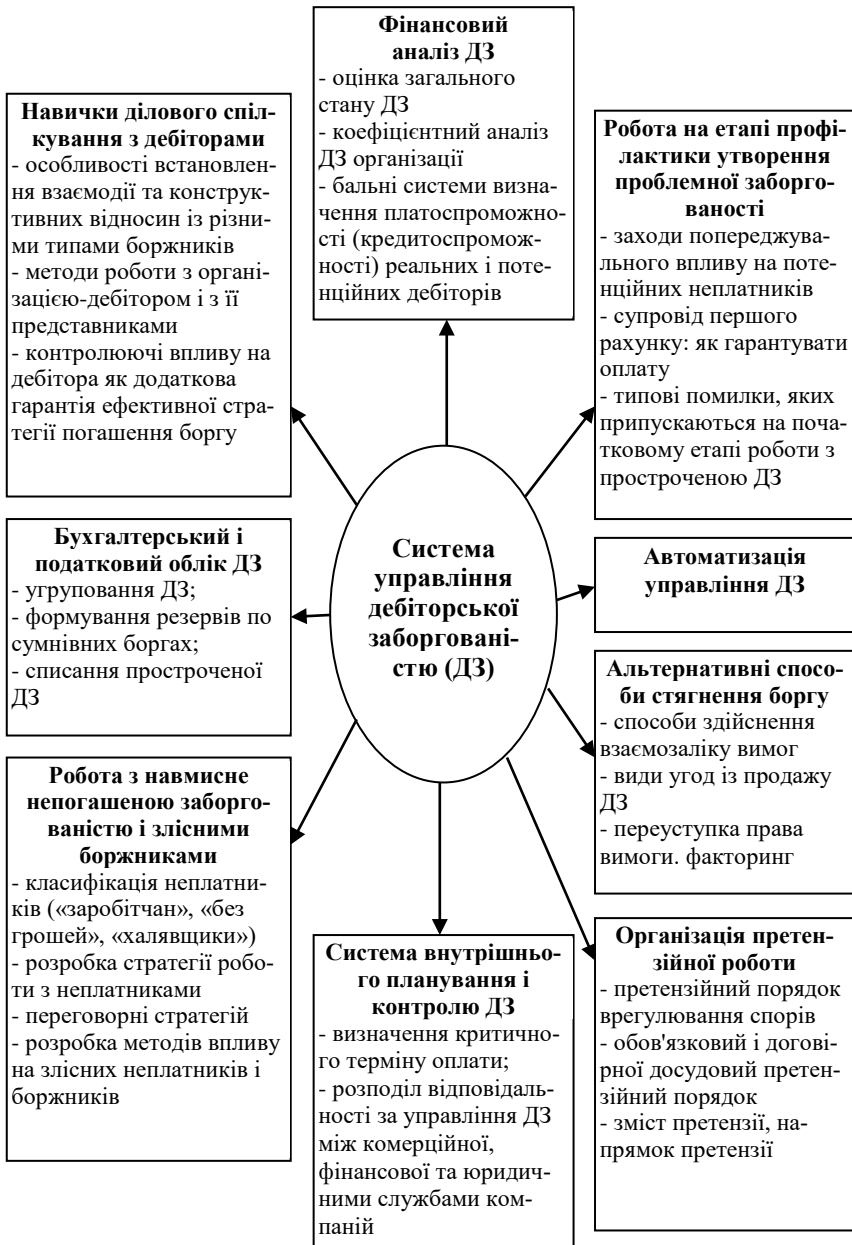 Фінансовий
аналіз ДЗ
- оцінка загального
стану ДЗ
- коефіцієнтний аналіз
ДЗ організації
- бальні системи визна-
чення платоспроможно-
сті (кредитоспромож-
ності) реальних і потен-
ційних дебіторів
Навички ділового спіл-
кування з дебіторами
- особливості встановлен-
ня взаємодії та конструк-
тивних відносин із різни-
ми типами боржників
- методи роботи з органі-
зацією-дебітором і з її
представниками
- контролюючі впливу на
дебітора як додаткова
гарантія ефективної стра-
тегії погашення боргу
Робота на етапі профі-
лактики утворення
проблемної заборго-
ваності
- заходи попереджува-
льного впливу на потен-
ційних неплатників
- супровід першого
рахунку: як гарантувати
оплату
- типові помилки, яких
припускаються на поча-
тковому етапі роботи з
простроченою ДЗ
Бухгалтерський і
податковий облік ДЗ
- угруповання ДЗ;
- формування резервів по
сумнівних боргах;
- списання простроченої
ДЗ
Система
управління
дебіторської
заборговані-
стю (ДЗ)
Автоматизація
управління ДЗ
Альтернативні спосо-
би стягнення боргу
- способи здійснення
взаємозаліку вимог
- види угод із продажу
ДЗ
- переуступка права
вимоги. факторинг
Робота з навмисне
непогашеною заборго-
ваністю і злісними
боржниками
- класифікація неплатни-
ків («заробітчан», «без
грошей», «халявщики»)
- розробка стратегії робо-
ти з неплатниками
- переговорні стратегій
- розробка методів впливу
на злісних неплатників і
боржників
Система внутрішньо-
го планування і
контролю ДЗ
- визначення критично-
го терміну оплати;
- розподіл відповідаль-
ності за управління ДЗ
між комерційної,
фінансової та юридич-
ними службами ком-
паній
Організація претен-
зійної роботи
- претензійний порядок
врегулювання спорів
- обов'язковий і догові-
рної досудовий претен-
зійний порядок
- зміст претензії, на-
прямок претензії